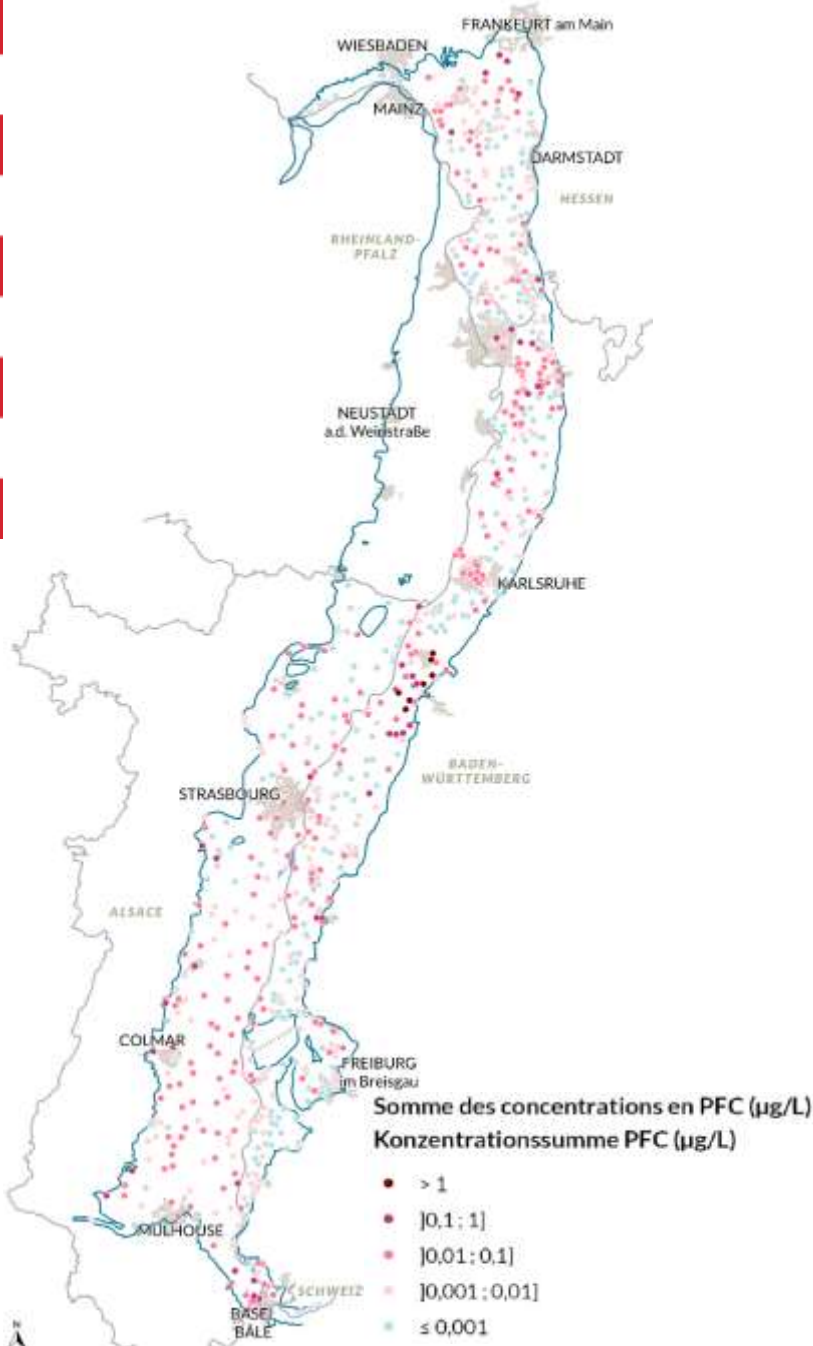 FRANKFURT am Main
WIESBADEN
MAINZ
DARMSTADT
HESSEN
RHEINLAND-
PFALZ
NEUSTADT
a.d. Weinstraße
KARLSRUHE
BADEN-
WÜRTTEMBERG
STRASBOURG
ALSACE
COLMAR
FREIBURG
im Breisgau
Somme des concentrations en PFC (µg/L)
Konzentrationssumme PFC (µg/L)
> 1
]0,1 ; 1]
]0,01 ; 0,1]
]0,001 ; 0,01]
≤ 0,001
MULHOUSE
SCHWEIZ
BASEL
BÂLE
N